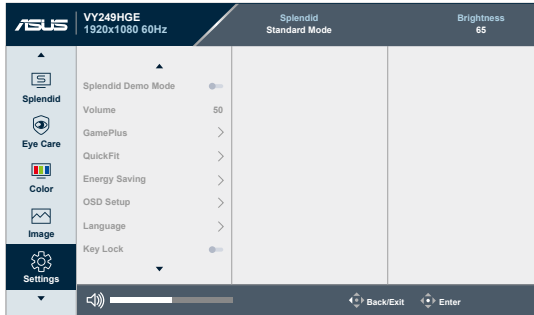 ASUS
VY249HGE
1920x1080 60Hz
Splendid
Standard Mode
Brightness
65
Splendid
Eye Care
Color
Image
Settings
Splendid Demo Mode
Volume 50
GamePlus
QuickFit
Energy Saving
OSD Setup
Language
Key Lock
Back/Exit Enter